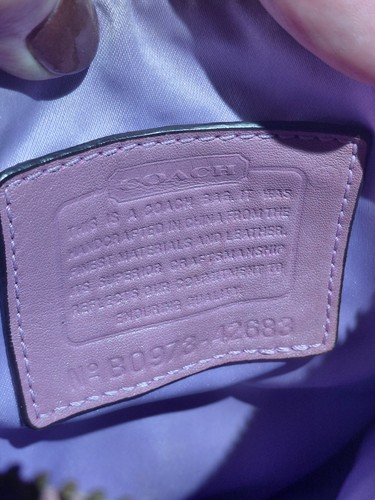 COACH
THIS IS A COACH BAG. IT WAS
HANDCRAFTED IN CHINA FROM THE
FINEST MATERIALS AND LEATHER.
ITS SUPERIOR CRAFTSMANSHIP
REFLECTS OUR COMMITMENT TO
ENDURING QUALITY.
No B0973-42683